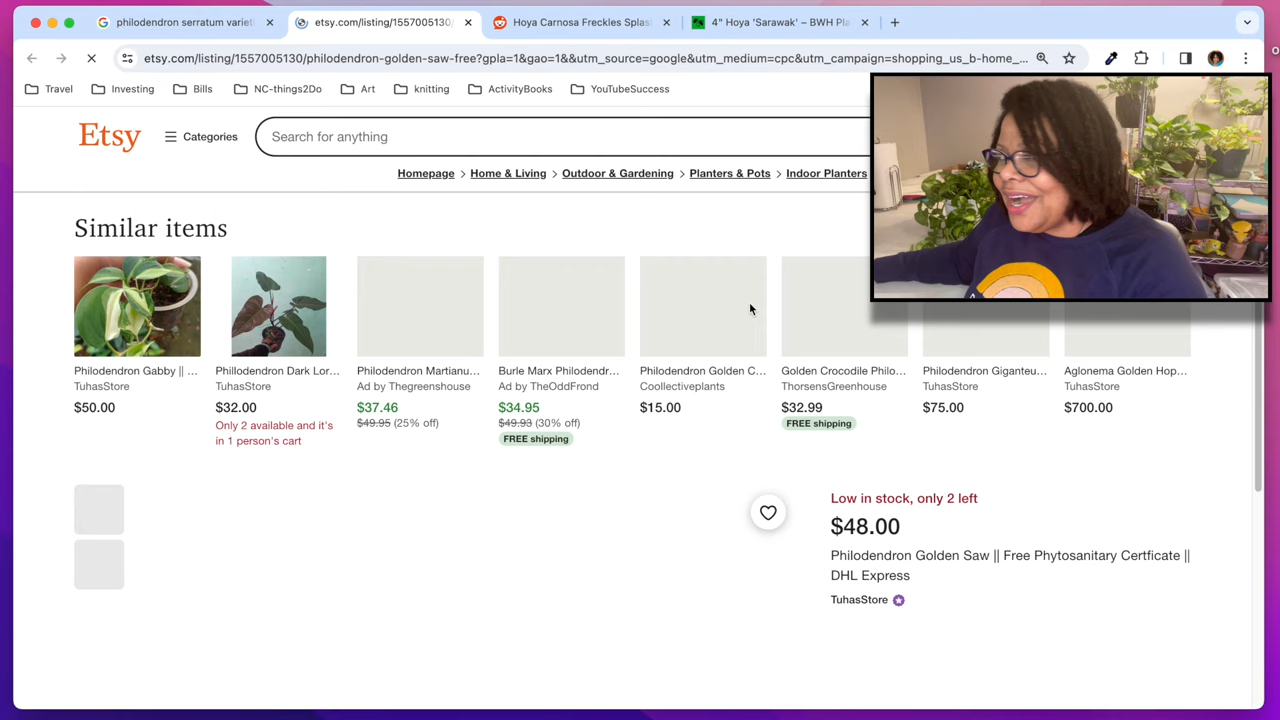 philodendron serratum varieti
etsy.com/listing/1557005130/
Hoya Carnosa Freckles Splas
4" Hoya 'Sarawak' – BWH Pla
etsy.com/listing/1557005130/philodendron-golden-saw-free?gpla=1&gao=1&&utm_source=google&utm_medium=cpc&utm_campaign=shopping_us_b-home_...
Travel
Investing
Bills
NC-things2Do
Art
knitting
ActivityBooks
YouTubeSuccess
Etsy
Categories
Search for anything
Homepage > Home & Living > Outdoor & Gardening > Planters & Pots > Indoor Planters
Similar items
Philodendron Gabby || ...
TuhasStore
$50.00
Phillodendron Dark Lor...
TuhasStore
$32.00
Only 2 available and it's
in 1 person's cart
Philodendron Martianu...
Ad by Thegreenshouse
$37.46
$49.95 (25% off)
Burle Marx Philodendr...
Ad by TheOddFrond
$34.95
$49.93 (30% off)
FREE shipping
Philodendron Golden C...
Coollectiveplants
$15.00
Golden Crocodile Philo...
ThorsensGreenhouse
$32.99
FREE shipping
Philodendron Giganteu...
TuhasStore
$75.00
Aglonema Golden Hop...
TuhasStore
$700.00
Low in stock, only 2 left
$48.00
Philodendron Golden Saw || Free Phytosanitary Certficate ||
DHL Express
TuhasStore